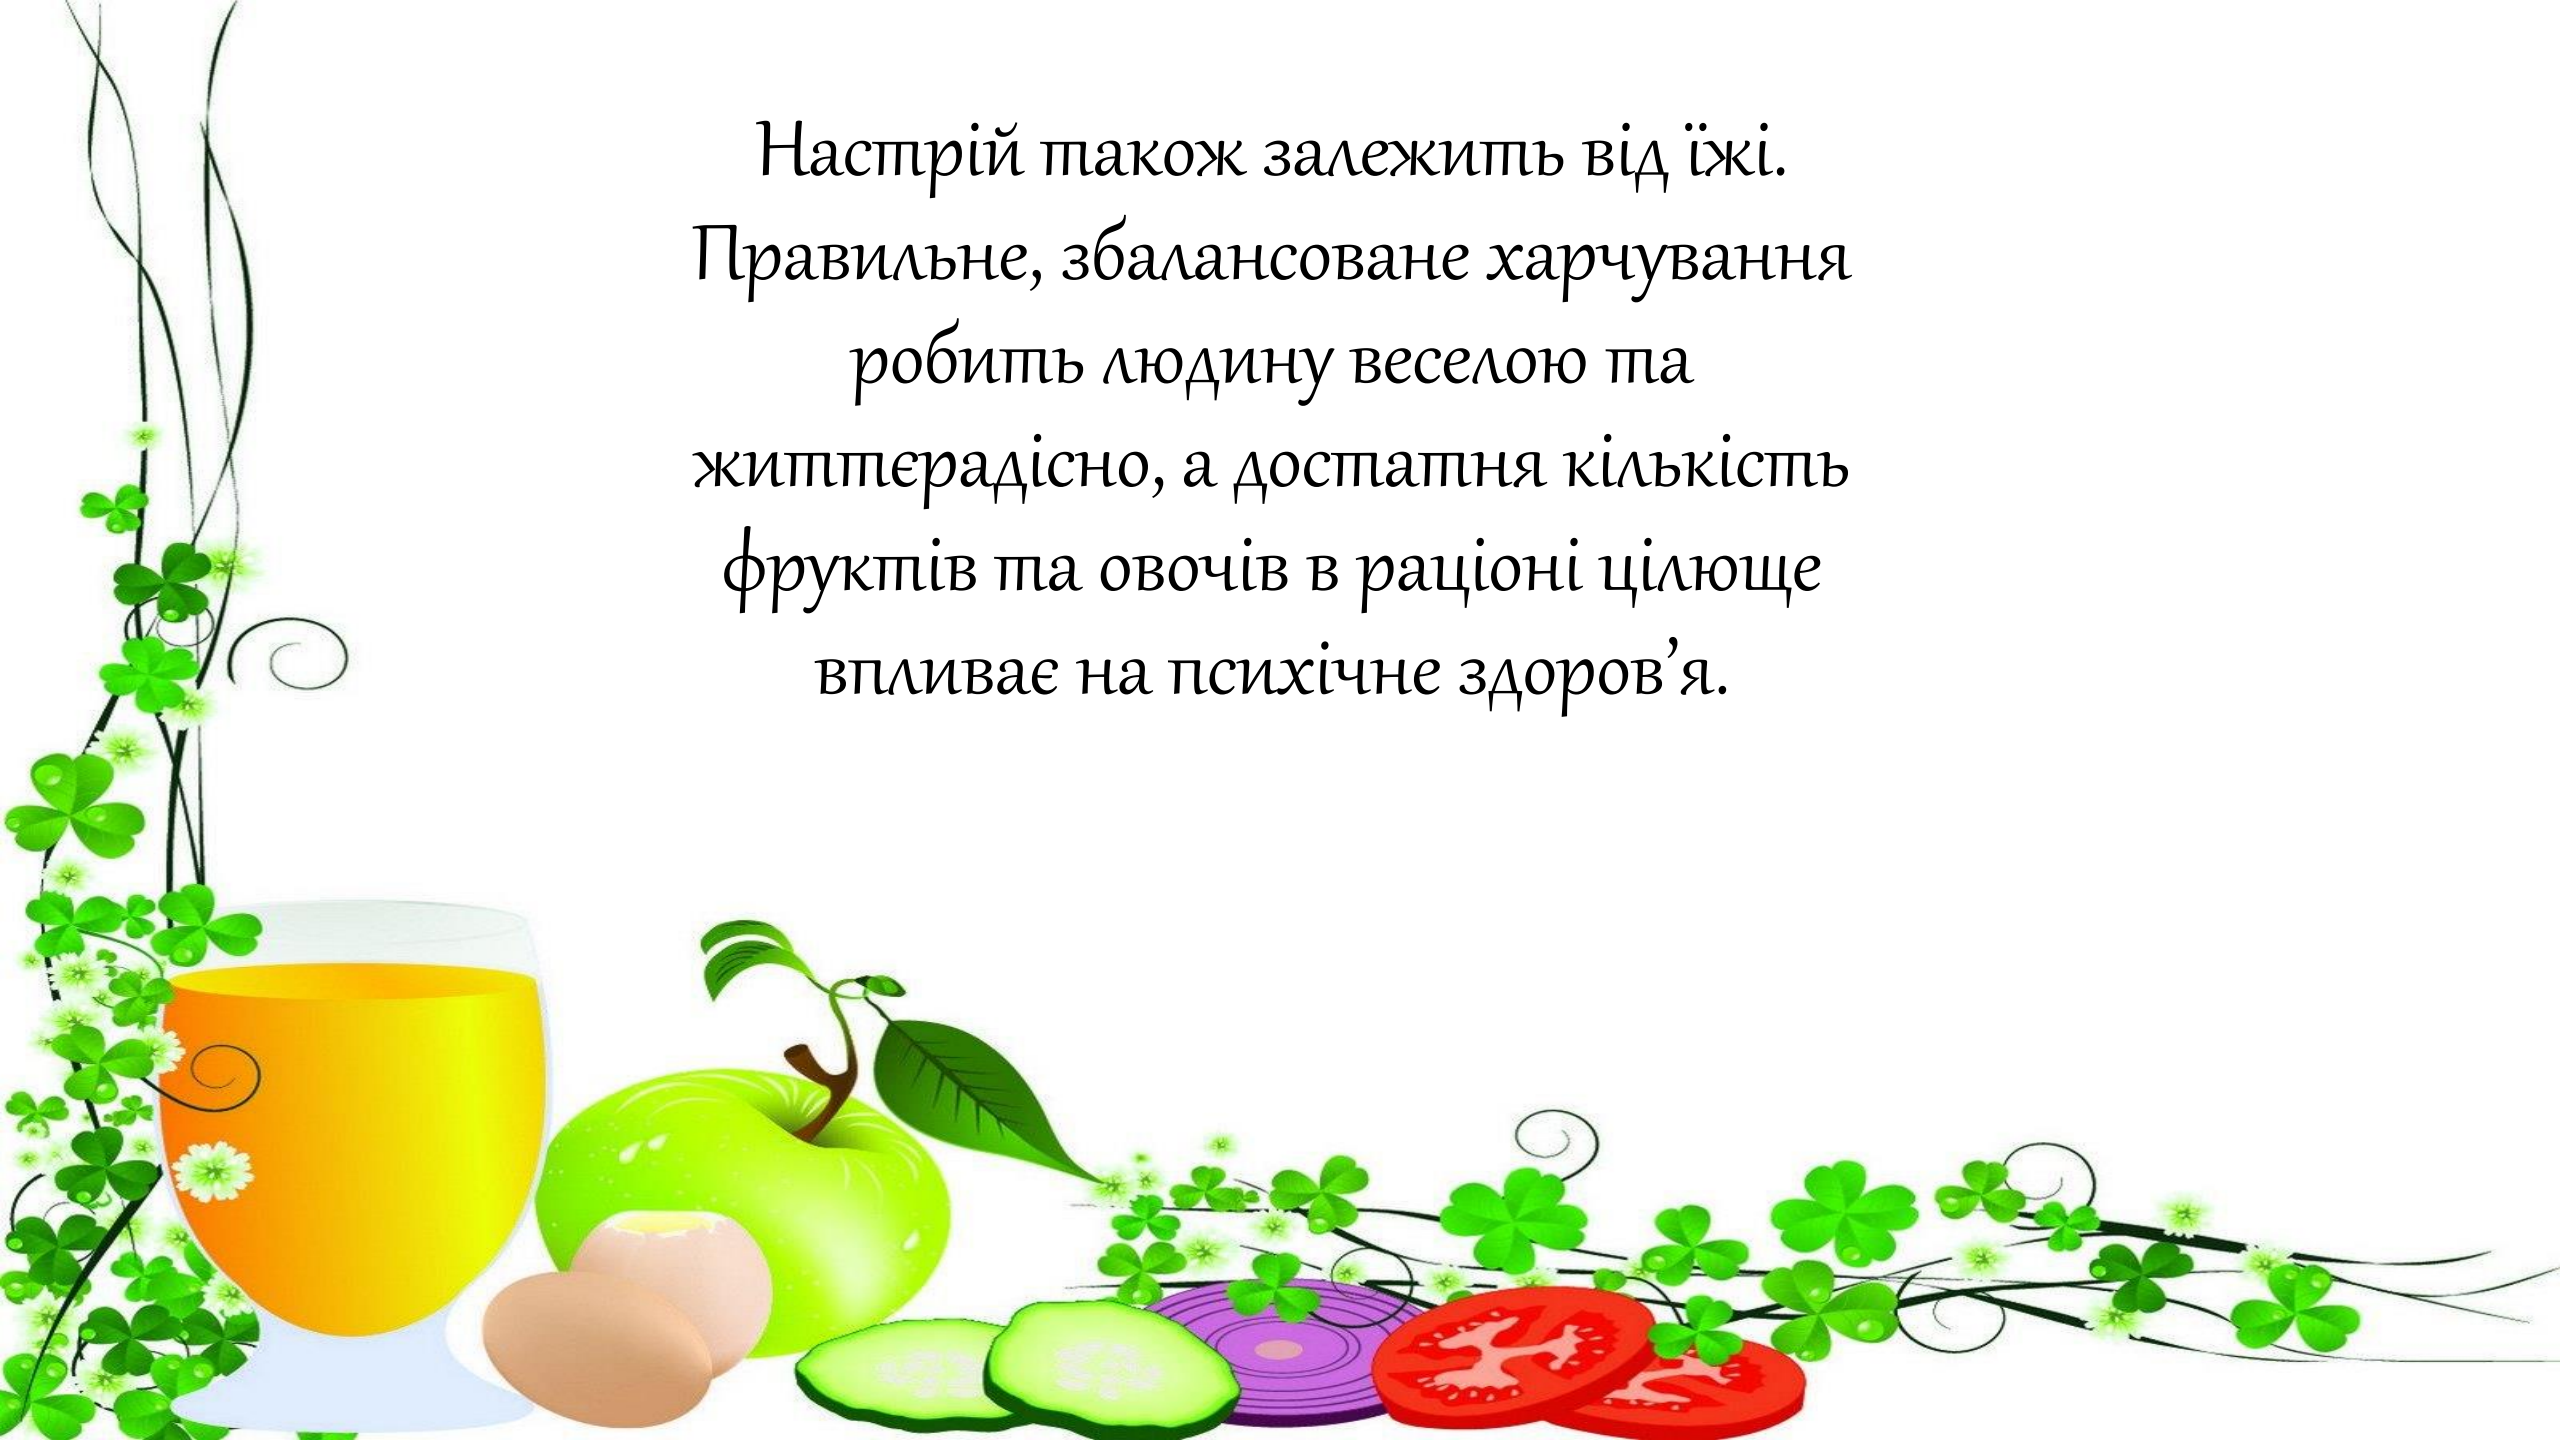 Настрій також залежить від їжі.
Правильне, збалансоване харчування
робить людину веселою та
життєрадісно, а достатня кількість
фруктів та овочів в раціоні цілюще
впливає на психічне здоров’я.